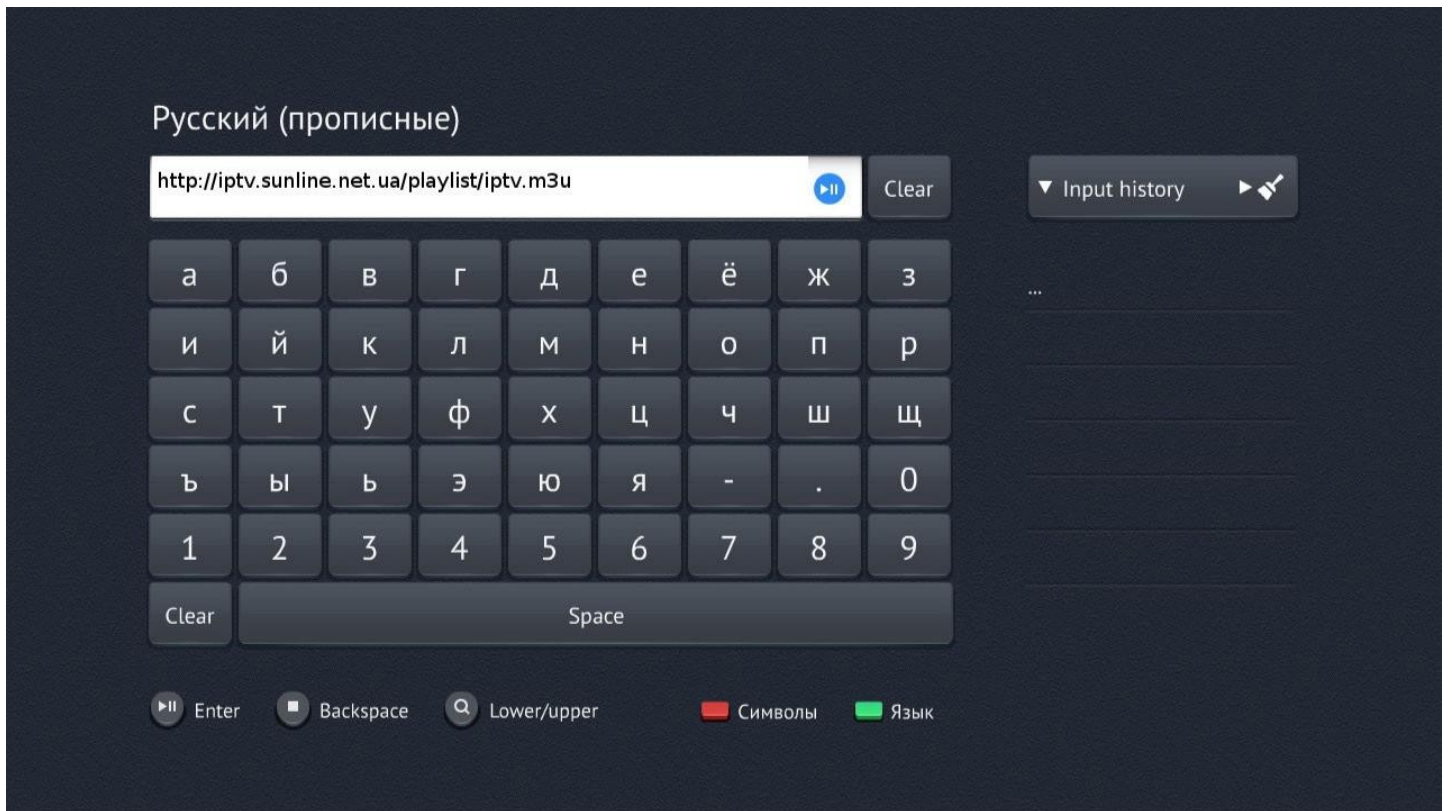 Русский (прописные)
http://iptv.sunline.net.ua/playlist/iptv.m3u Clear Input history
а б в г д е ё ж з
...
и й к л м н о п р
с т у ф х ц ч ш щ
ъ ы ь э ю я - . 0
1 2 3 4 5 6 7 8 9
Clear Space
Enter Backspace Lower/upper Символы Язык